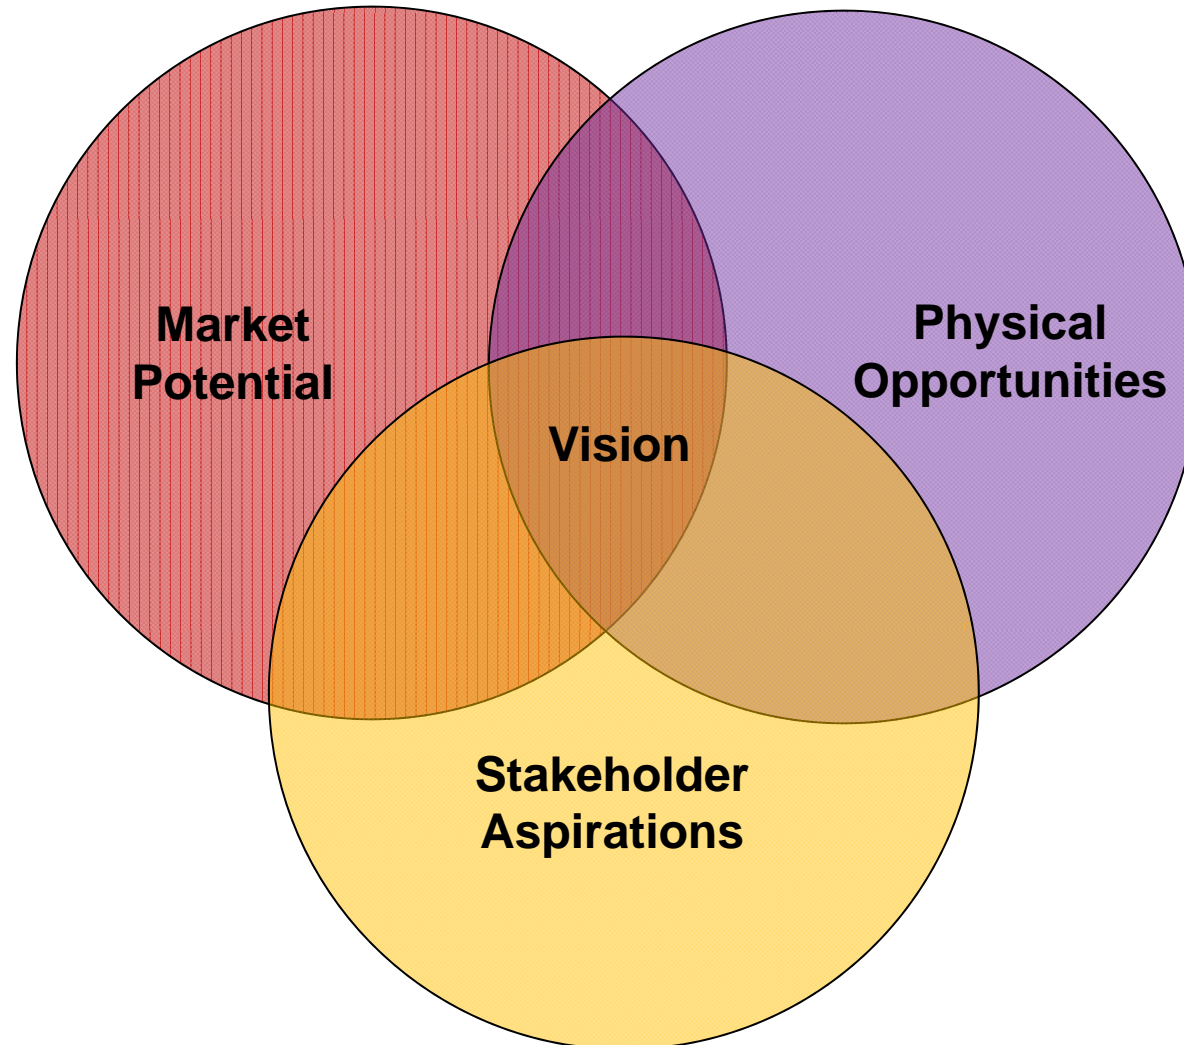 Market
Potential
Physical
Opportunities
Vision
Stakeholder
Aspirations